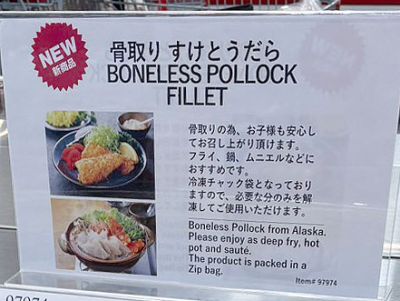 NEW
新商品
骨取り すけとうだら
BONELESS POLLOCK
FILLET
骨取りの為、お子様も安心し
てお召し上がり頂けます。
フライ、鍋、ムニエルなどに
おすすめです。
冷凍チャック袋となっており
ますので、必要な分のみを解
凍してご使用いただけます。
Boneless Pollock from Alaska.
Please enjoy as deep fry, hot
pot and sauté.
The product is packed in a
Zip bag.
Item# 97974
97974